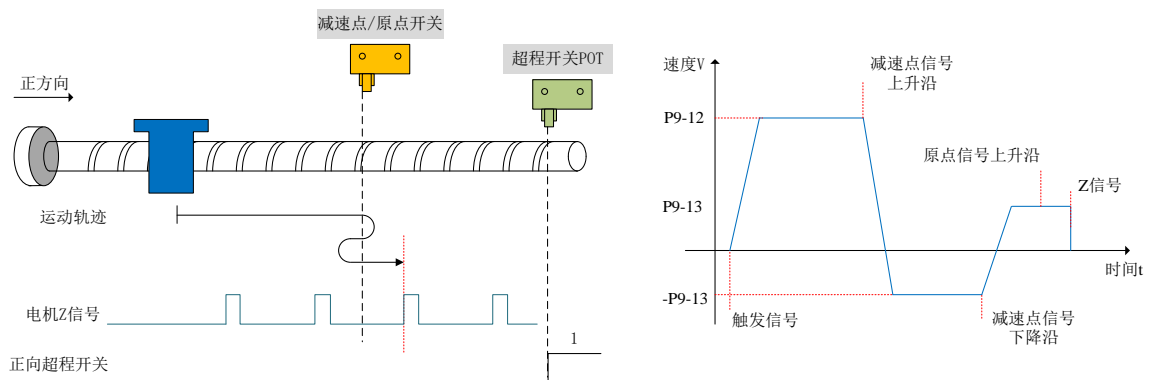 减速点/原点开关
超程开关POT
正方向
运动轨迹
电机Z信号
1
正向超程开关
速度V
减速点信号
上升沿
P9-12
原点信号上升沿
Z信号
P9-13
时间t
-P9-13
触发信号
减速点信号
下降沿